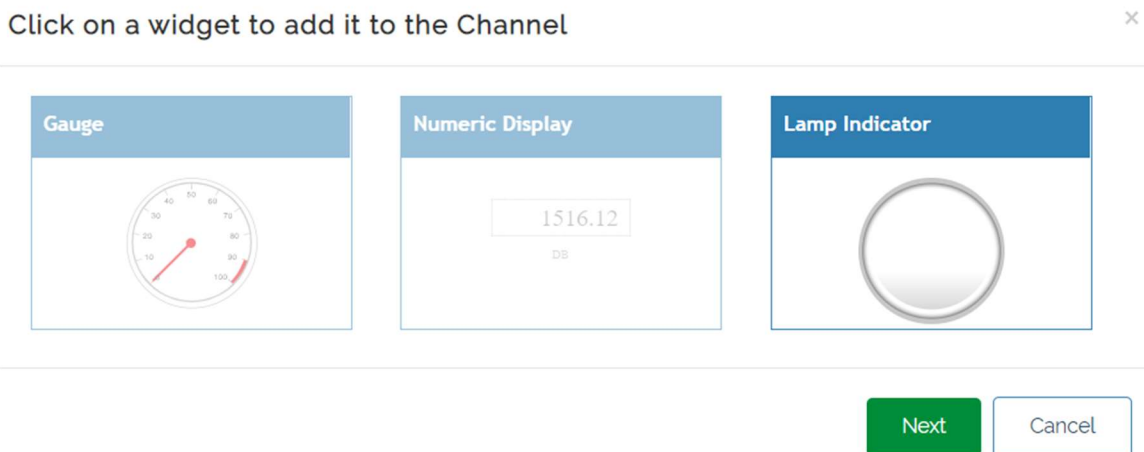 Click on a widget to add it to the Channel
×
Gauge
Numeric Display
Lamp Indicator
0
10
20
30
40
50
60
70
80
90
100
1516.12
DB
Next
Cancel